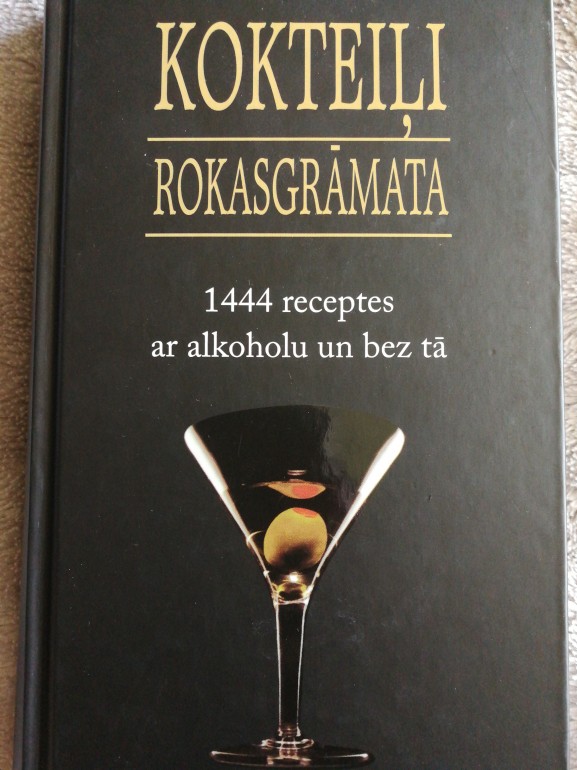 KOKTEIĻI
ROKASGRĀMATA
1444 receptes
ar alkoholu un bez tā